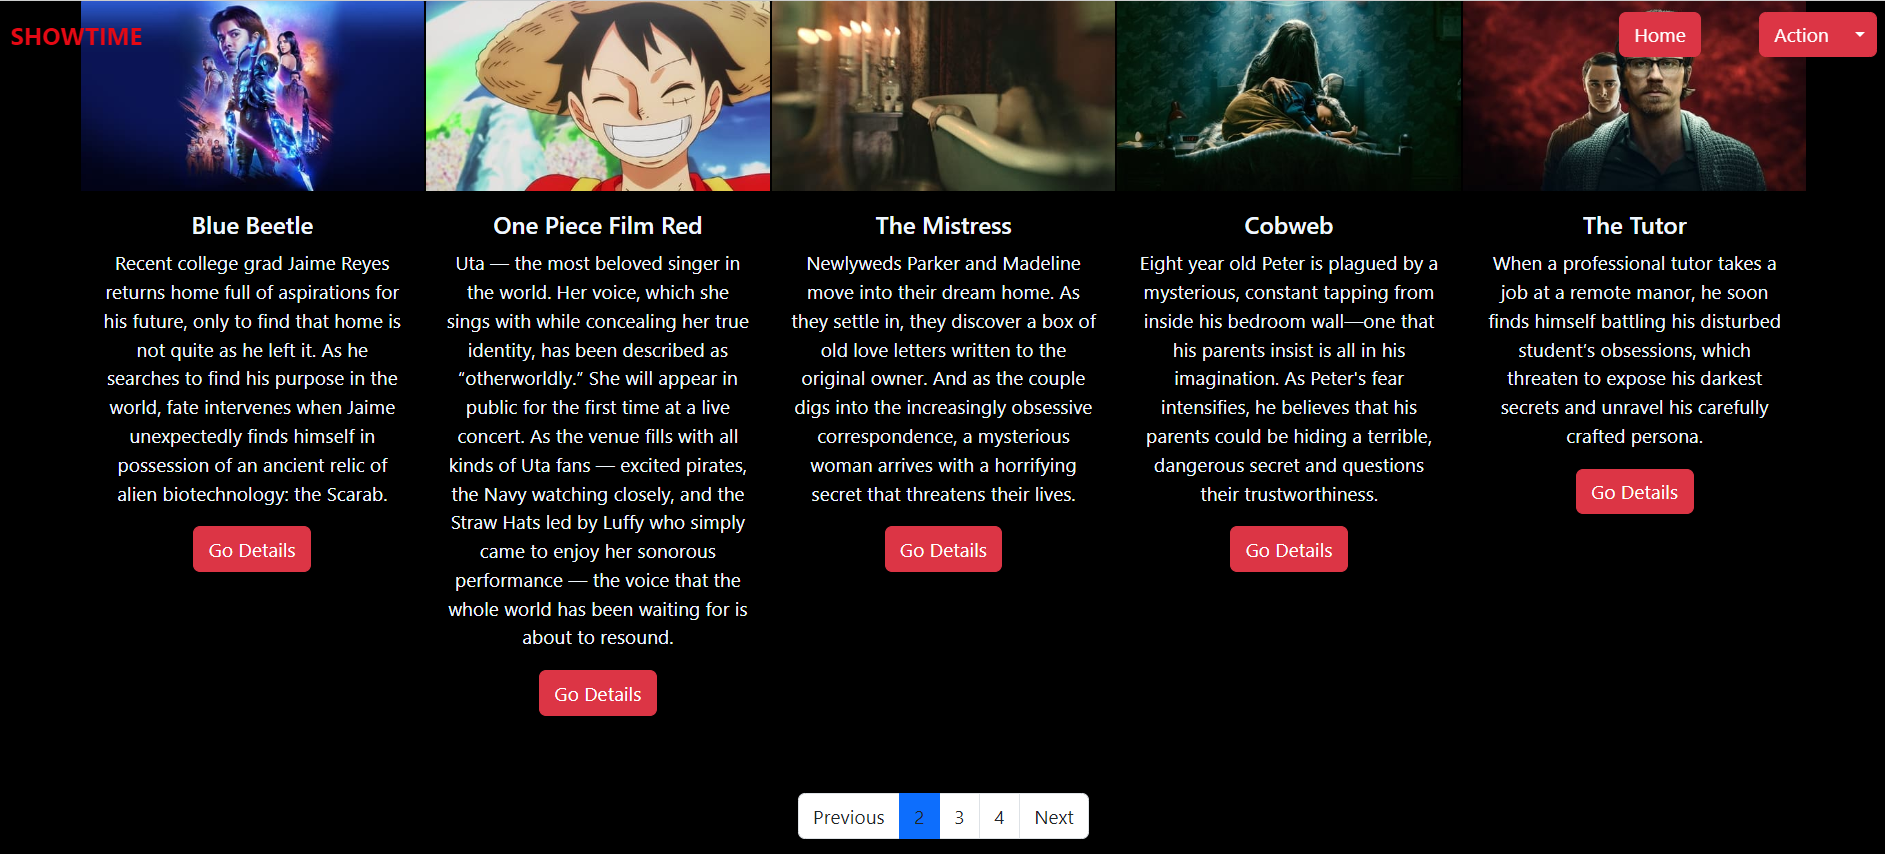 SHOWTIME
Home
Action
Blue Beetle
Recent college grad Jaime Reyes
returns home full of aspirations for
his future, only to find that home is
not quite as he left it. As he
searches to find his purpose in the
world, fate intervenes when Jaime
unexpectedly finds himself in
possession of an ancient relic of
alien biotechnology: the Scarab.
Go Details
One Piece Film Red
Uta — the most beloved singer in
the world. Her voice, which she
sings with while concealing her true
identity, has been described as
“otherworldly.” She will appear in
public for the first time at a live
concert. As the venue fills with all
kinds of Uta fans — excited pirates,
the Navy watching closely, and the
Straw Hats led by Luffy who simply
came to enjoy her sonorous
performance — the voice that the
whole world has been waiting for is
about to resound.
Go Details
The Mistress
Newlyweds Parker and Madeline
move into their dream home. As
they settle in, they discover a box of
old love letters written to the
original owner. And as the couple
digs into the increasingly obsessive
correspondence, a mysterious
woman arrives with a horrifying
secret that threatens their lives.
Go Details
Cobweb
Eight year old Peter is plagued by a
mysterious, constant tapping from
inside his bedroom wall—one that
his parents insist is all in his
imagination. As Peter's fear
intensifies, he believes that his
parents could be hiding a terrible,
dangerous secret and questions
their trustworthiness.
Go Details
The Tutor
When a professional tutor takes a
job at a remote manor, he soon
finds himself battling his disturbed
student’s obsessions, which
threaten to expose his darkest
secrets and unravel his carefully
crafted persona.
Go Details
Previous 2 3 4 Next